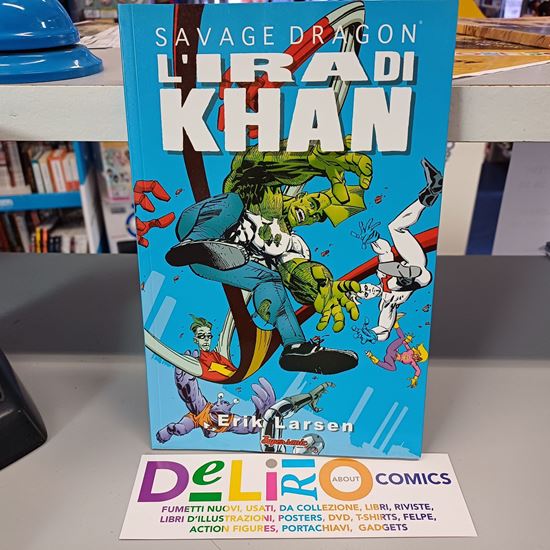 SAVAGE DRAGON®
L'IRA DI
KHAN
Erik Larsen
DeLiRiO ABOUT COMICS
FUMETTI NUOVI, USATI, DA COLLEZIONE, LIBRI, RIVISTE,
LIBRI D'ILLUSTRAZIONI, POSTERS, DVD, T-SHIRTS, FELPE,
ACTION FIGURES, PORTACHIAVI, GADGETS